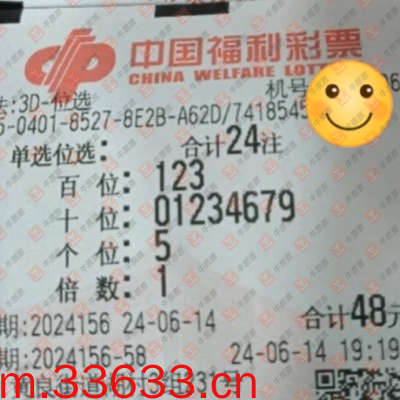 中国福利彩票
CHINA WELFARE LOTT
3D-位选
机号
-0401-8527-8E2B-A62D/7418545
单选位选: 合计24注
百 位: 123
十 位: 01234679
个 位: 5
倍 数: 1
期:2024156 24-06-14 合计48元
期:2024156-58 24-06-14 19:19
m.33633.com